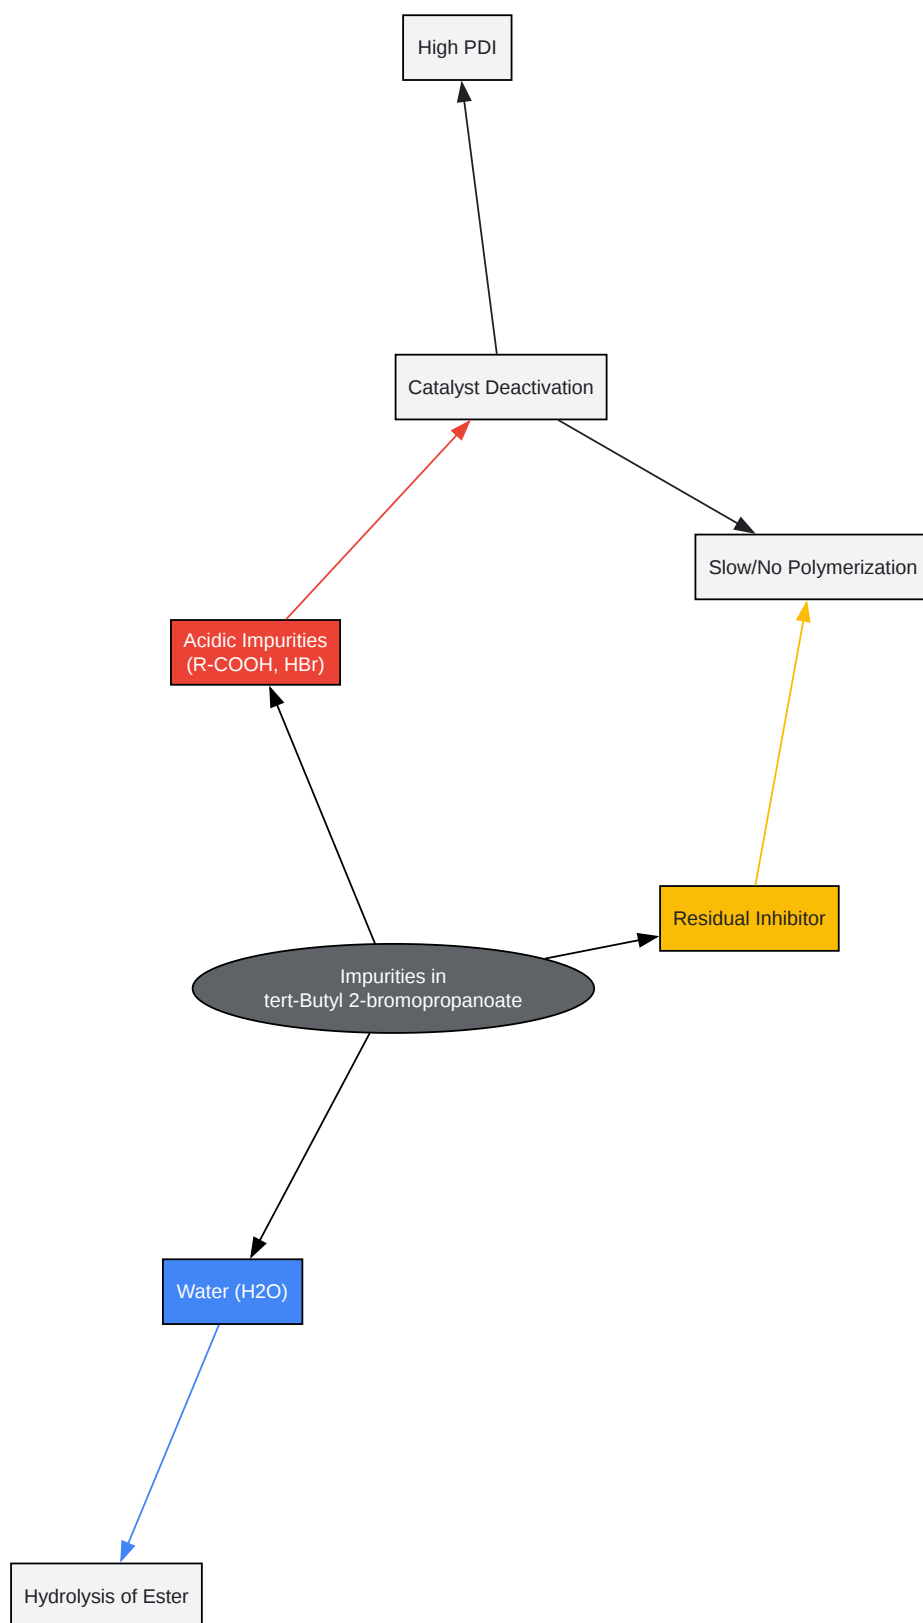 High PDI
Catalyst Deactivation
Slow/No Polymerization
Acidic Impurities
(R-COOH, HBr)
Residual Inhibitor
Impurities in
tert-Butyl 2-bromopropanoate
Water (H2O)
Hydrolysis of Ester